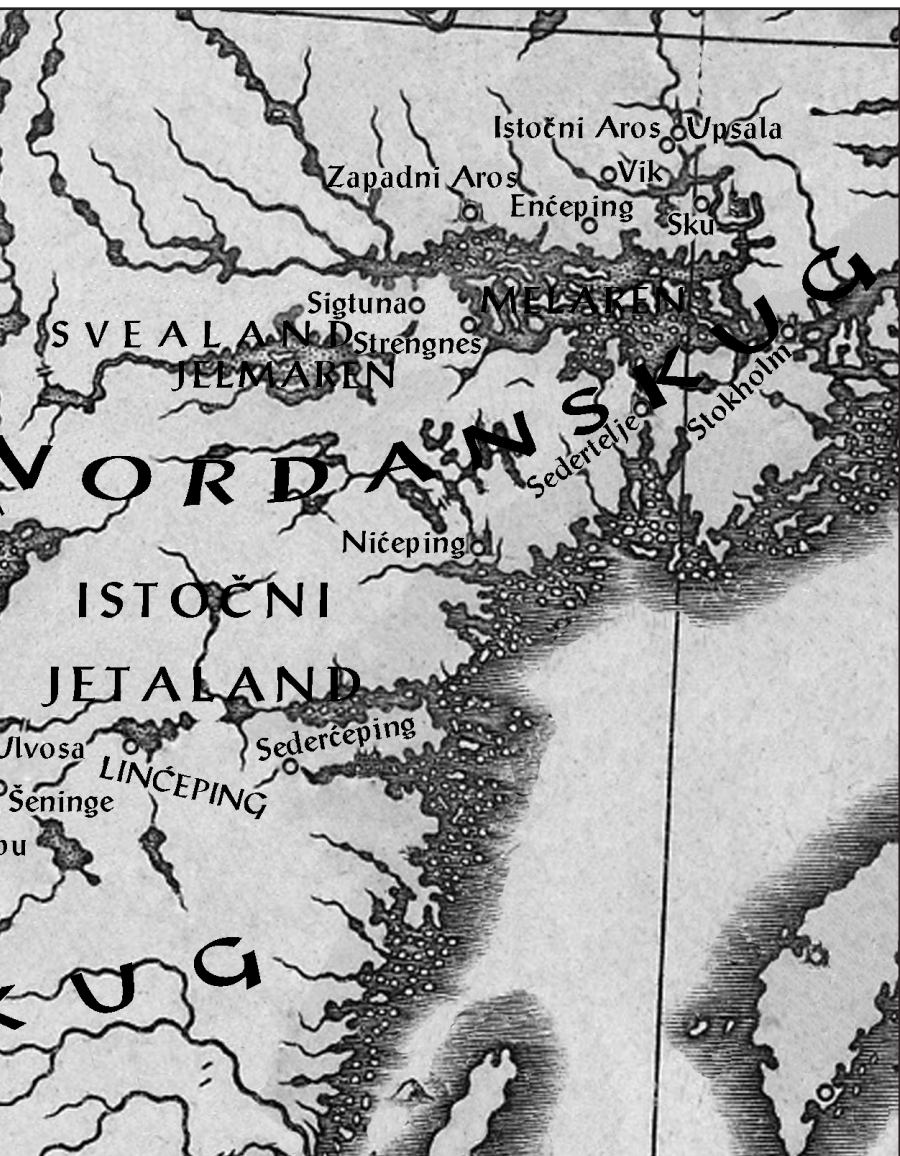 Istočni Aros
Upsala
Vik
Zapadni Aros
Enćeping
Sku
Sigtuna
MELAREN
SVEALAND
Strengnes
JELMAREN
Stokholm
Sedertelje
NORDANSKUG
Nićeping
ISTOČNI
JETALAND
Ulvosa
Sederćeping
LINĆEPING
Šeninge
KUG